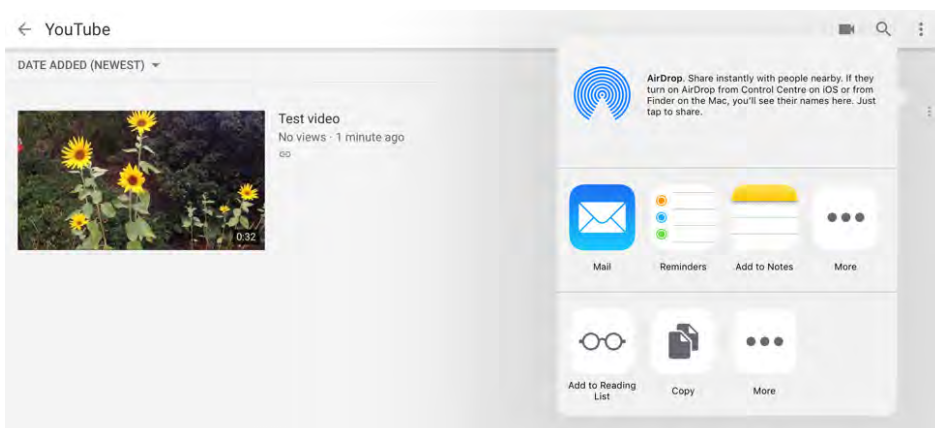 YouTube
DATE ADDED (NEWEST)
Test video
No views · 1 minute ago
0:32
AirDrop. Share instantly with people nearby. If they
turn on AirDrop from Control Centre on iOS or from
Finder on the Mac, you'll see their names here. Just
tap to share.
Mail
Reminders
Add to Notes
More
Add to Reading
List
Copy
More